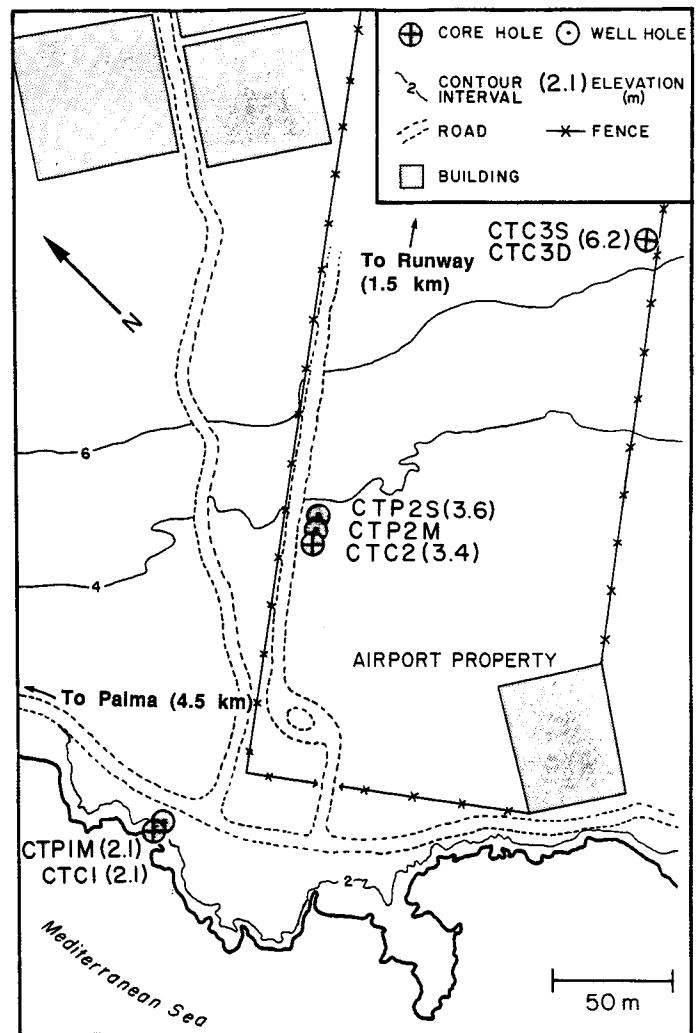 CORE HOLE
WELL HOLE
2
CONTOUR INTERVAL
(2.1) ELEVATION (m)
ROAD
FENCE
BUILDING
CTC3S (6.2)
CTC3D
To Runway
(1.5 km)
N
6
CTP2S (3.6)
CTP2M
CTC2 (3.4)
4
AIRPORT PROPERTY
To Palma (4.5 km)
CTP1M (2.1)
CTC1 (2.1)
2
Mediterranean Sea
50 m